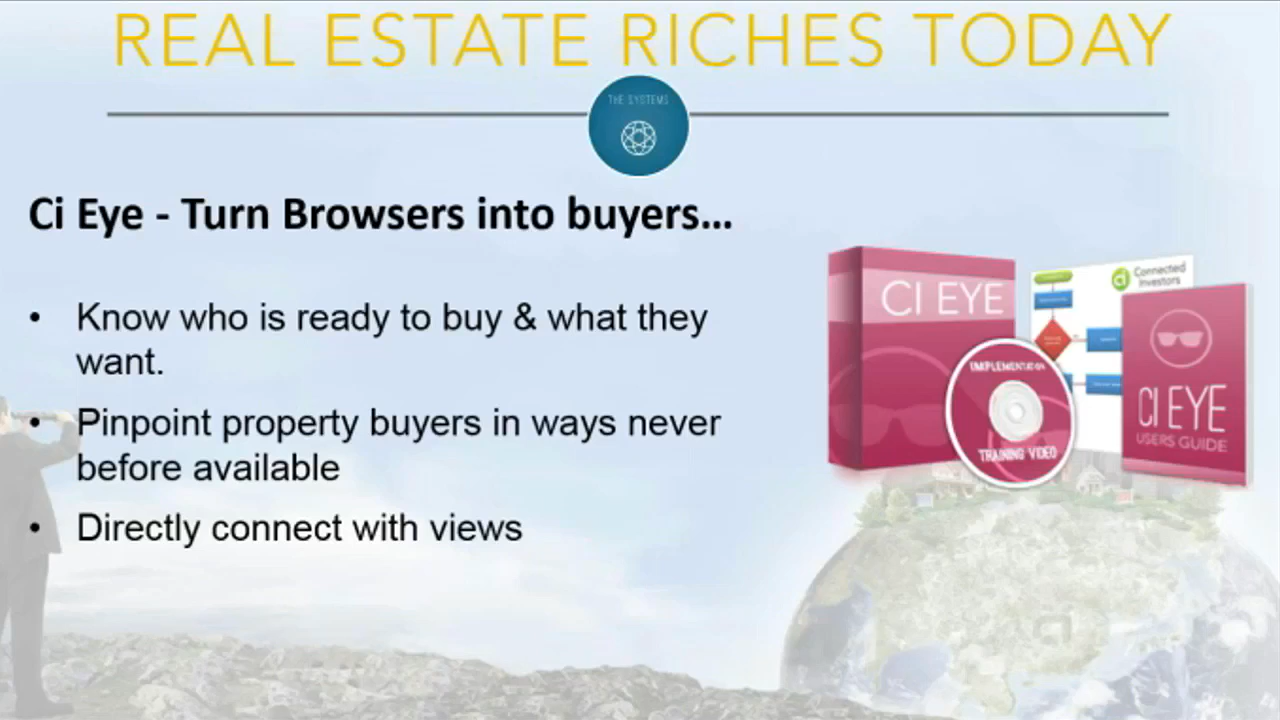 REAL ESTATE RICHES TODAY
THE SYSTEMS
Ci Eye - Turn Browsers into buyers...
• Know who is ready to buy & what they
want.
• Pinpoint property buyers in ways never
before available
• Directly connect with views
CI EYE
Connected
Investors
IMPLEMENTATION
TRAINING VIDEO
CI EYE
USERS GUIDE